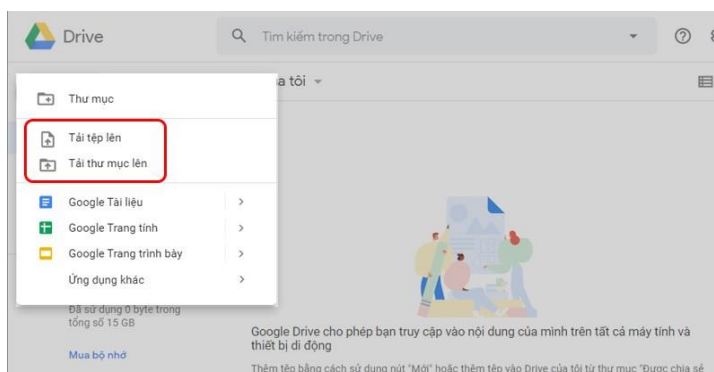 Drive
Tìm kiếm trong Drive
a tôi
Thư mục
Tải tệp lên
Tải thư mục lên
Google Tài liệu
Google Trang tính
Google Trang trình bày
Ứng dụng khác
Đã sử dụng 0 byte trong
tổng số 15 GB
Mua bộ nhớ
Google Drive cho phép bạn truy cập vào nội dung của mình trên tất cả máy tính và
thiết bị di động
Thêm tệp bằng cách sử dụng nút "Mới" hoặc thêm tệp vào Drive của tôi từ thư mục "Được chia sẻ